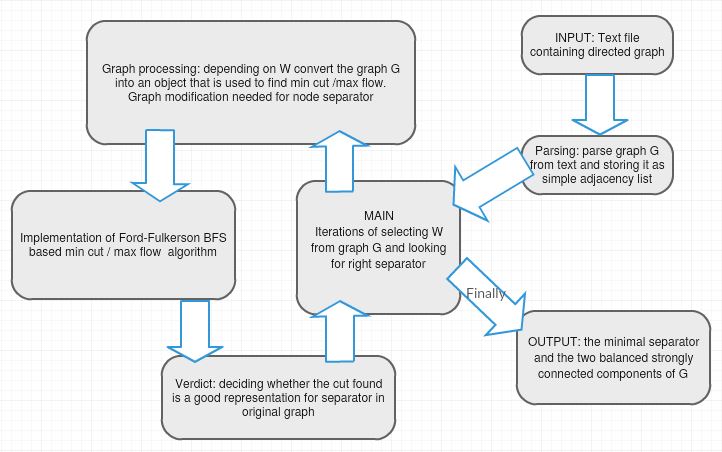 INPUT: Text file
containing directed graph
Parsing: parse graph G
from text and storing it as
simple adjacency list
MAIN
Iterations of selecting W
from graph G and looking
for right separator
Graph processing: depending on W convert the graph G
into an object that is used to find min cut /max flow.
Graph modification needed for node separator
Implementation of Ford-Fulkerson BFS
based min cut / max flow  algorithm
Verdict: deciding whether the cut found
is a good representation for separator in
original graph
Finally
OUTPUT: the minimal separator
and the two balanced strongly
connected components of G